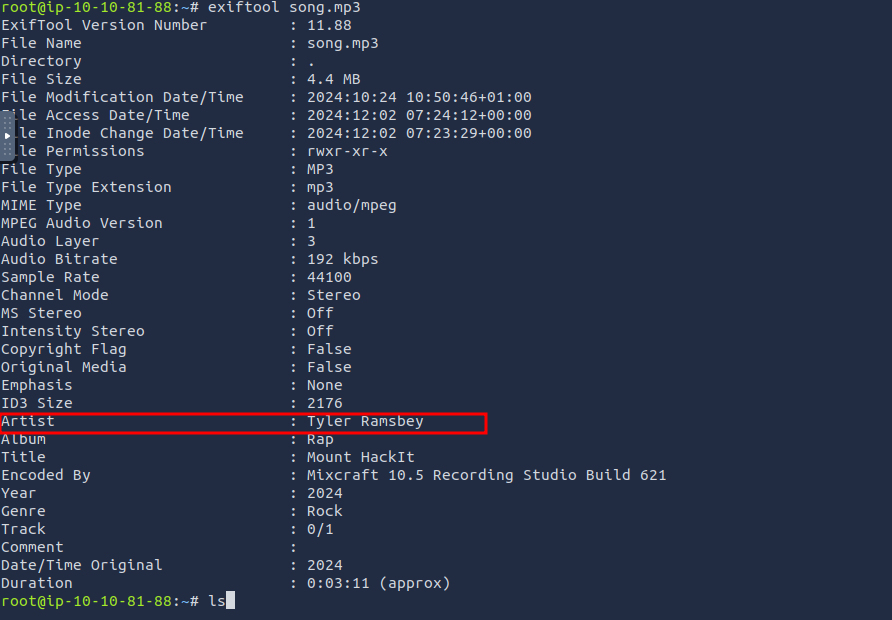 root@ip-10-10-81-88:~# exiftool song.mp3
ExifTool Version Number : 11.88
File Name : song.mp3
Directory : .
File Size : 4.4 MB
File Modification Date/Time : 2024:10:24 10:50:46+01:00
File Access Date/Time : 2024:12:02 07:24:12+00:00
le Inode Change Date/Time : 2024:12:02 07:23:29+00:00
le Permissions : rwxr-xr-x
File Type : MP3
File Type Extension : mp3
MIME Type : audio/mpeg
MPEG Audio Version : 1
Audio Layer : 3
Audio Bitrate : 192 kbps
Sample Rate : 44100
Channel Mode : Stereo
MS Stereo : Off
Intensity Stereo : Off
Copyright Flag : False
Original Media : False
Emphasis : None
ID3 Size : 2176
Artist : Tyler Ramsbey
Album : Rap
Title : Mount HackIt
Encoded By : Mixcraft 10.5 Recording Studio Build 621
Year : 2024
Genre : Rock
Track : 0/1
Comment :
Date/Time Original : 2024
Duration : 0:03:11 (approx)
root@ip-10-10-81-88:~# ls